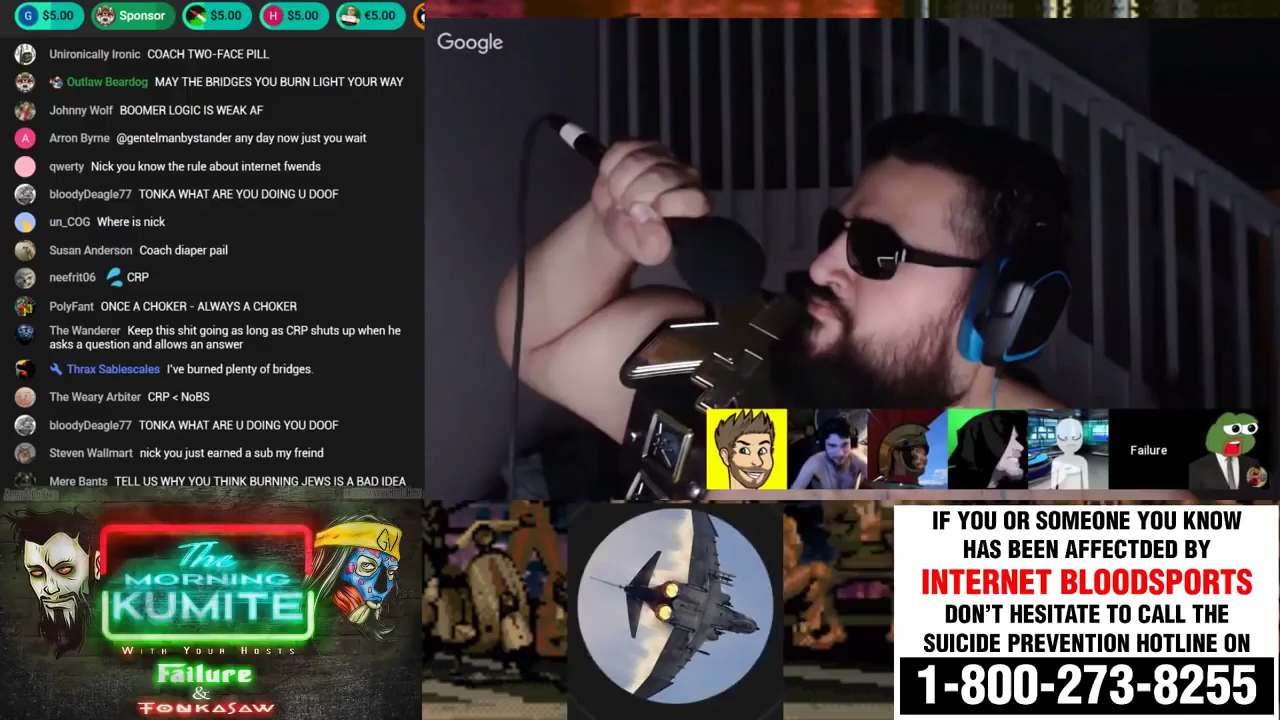 $5.00
Sponsor
$5.00
$5.00
€5.00
Unironically Ironic COACH TWO-FACE PILL
Outlaw Beardog MAY THE BRIDGES YOU BURN LIGHT YOUR WAY
Johnny Wolf BOOMER LOGIC IS WEAK AF
A Arron Byrne @gentelmanbystander any day now just you wait
qwerty Nick you know the rule about internet fwends
bloodyDeagle77 TONKA WHAT ARE YOU DOING U DOOF
un_COG Where is nick
Susan Anderson Coach diaper pail
neefrit06 CRP
PolyFant ONCE A CHOKER - ALWAYS A CHOKER
The Wanderer Keep this shit going as long as CRP shuts up when he
asks a question and allows an answer
Thrax Sablescales I've burned plenty of bridges.
The Weary Arbiter CRP < NoBS
bloodyDeagle77 TONKA WHAT ARE U DOING YOU DOOF
Steven Wallmart nick you just earned a sub my freind
Mere Bants TELL US WHY YOU THINK BURNING JEWS IS A BAD IDEA
Google
Failure
The
MORNING
KUMITE
WITH YOUR HOSTS
Failure
&
TONKASAW
IF YOU OR SOMEONE YOU KNOW
HAS BEEN AFFECTDED BY
INTERNET BLOODSPORTS
DON'T HESITATE TO CALL THE
SUICIDE PREVENTION HOTLINE ON
1-800-273-8255